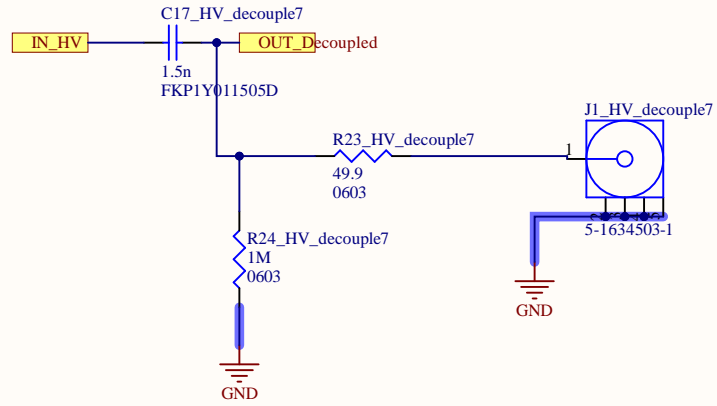 C17_HV_decouple7
IN_HV
OUT_Decoupled
1.5n
FKP1Y011505D
J1_HV_decouple7
R23_HV_decouple7
1
49.9
0603
5-1634503-1
R24_HV_decouple7
1M
0603
GND
GND